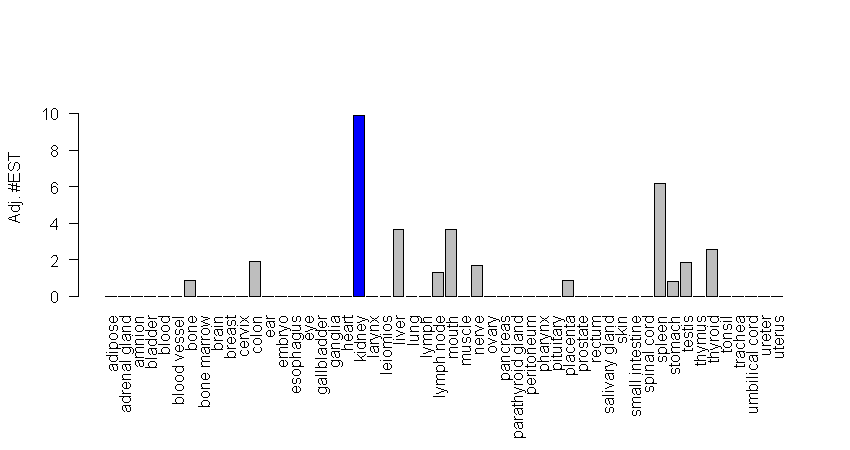 Adj. #EST
10
8
6
4
2
0
adipose
adrenal gland
amnion
bladder
blood
blood vessel
bone
bone marrow
brain
breast
cervix
colon
ear
embryo
esophagus
eye
gallbladder
ganglia
heart
kidney
larynx
leiomios
liver
lung
lymph
lymph node
mouth
muscle
nerve
ovary
pancreas
parathyroid gland
peritoneum
pharynx
pituitary
placenta
prostate
rectum
salivary gland
skin
small intestine
spinal cord
spleen
stomach
testis
thymus
thyroid
tonsil
trachea
umbilical cord
ureter
uterus